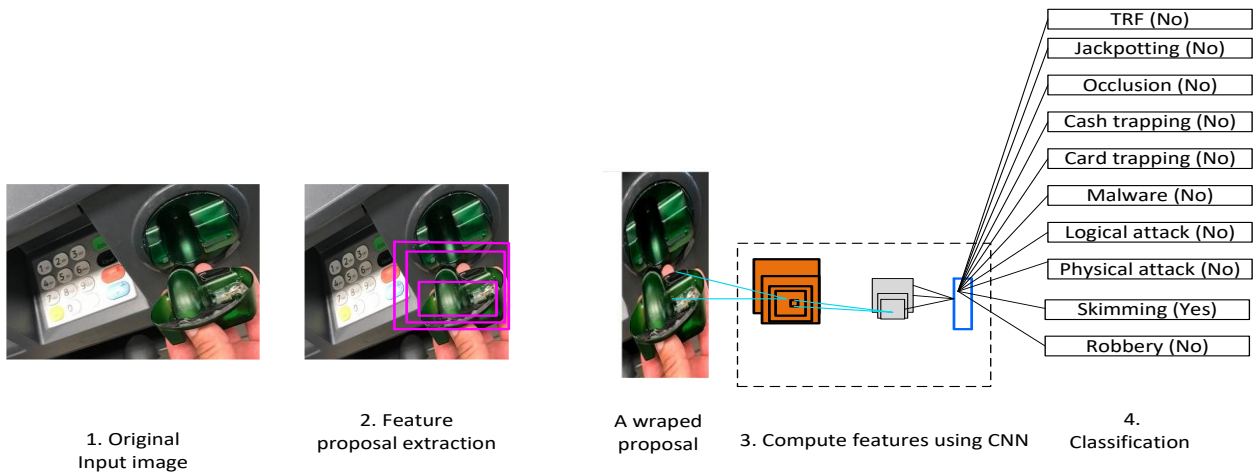 TRF (No)
Jackpotting (No)
Occlusion (No)
Cash trapping (No)
Card trapping (No)
Malware (No)
Logical attack (No)
Physical attack (No)
Skimming (Yes)
Robbery (No)
1. Original
Input image
2. Feature
proposal extraction
A wraped
proposal
3. Compute features using CNN
4.
Classification